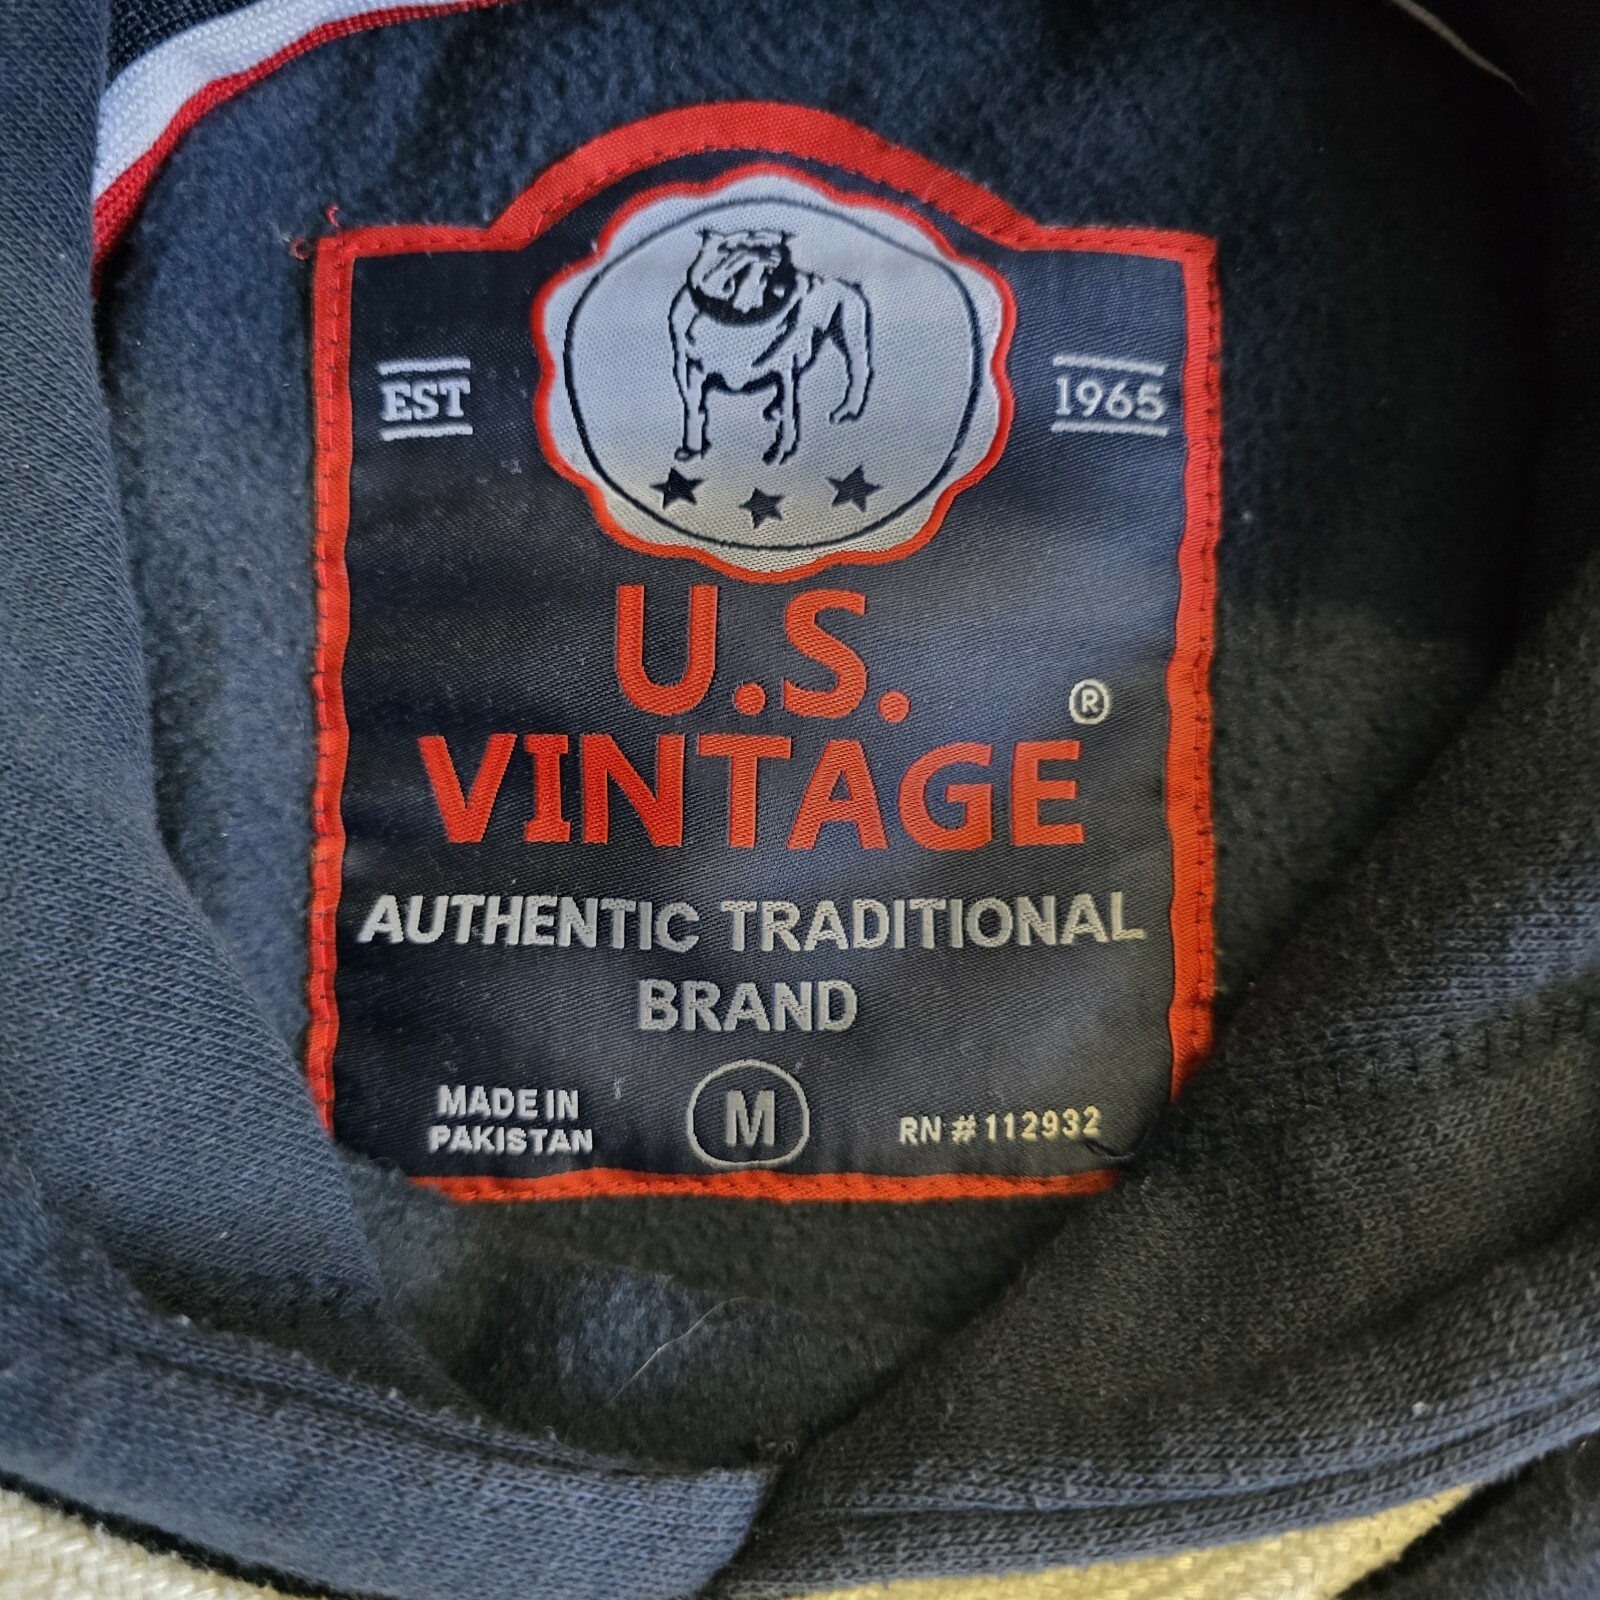 EST
1965
U.S.
VINTAGE ®
AUTHENTIC TRADITIONAL
BRAND
MADE IN
PAKISTAN
M
RN # 112932